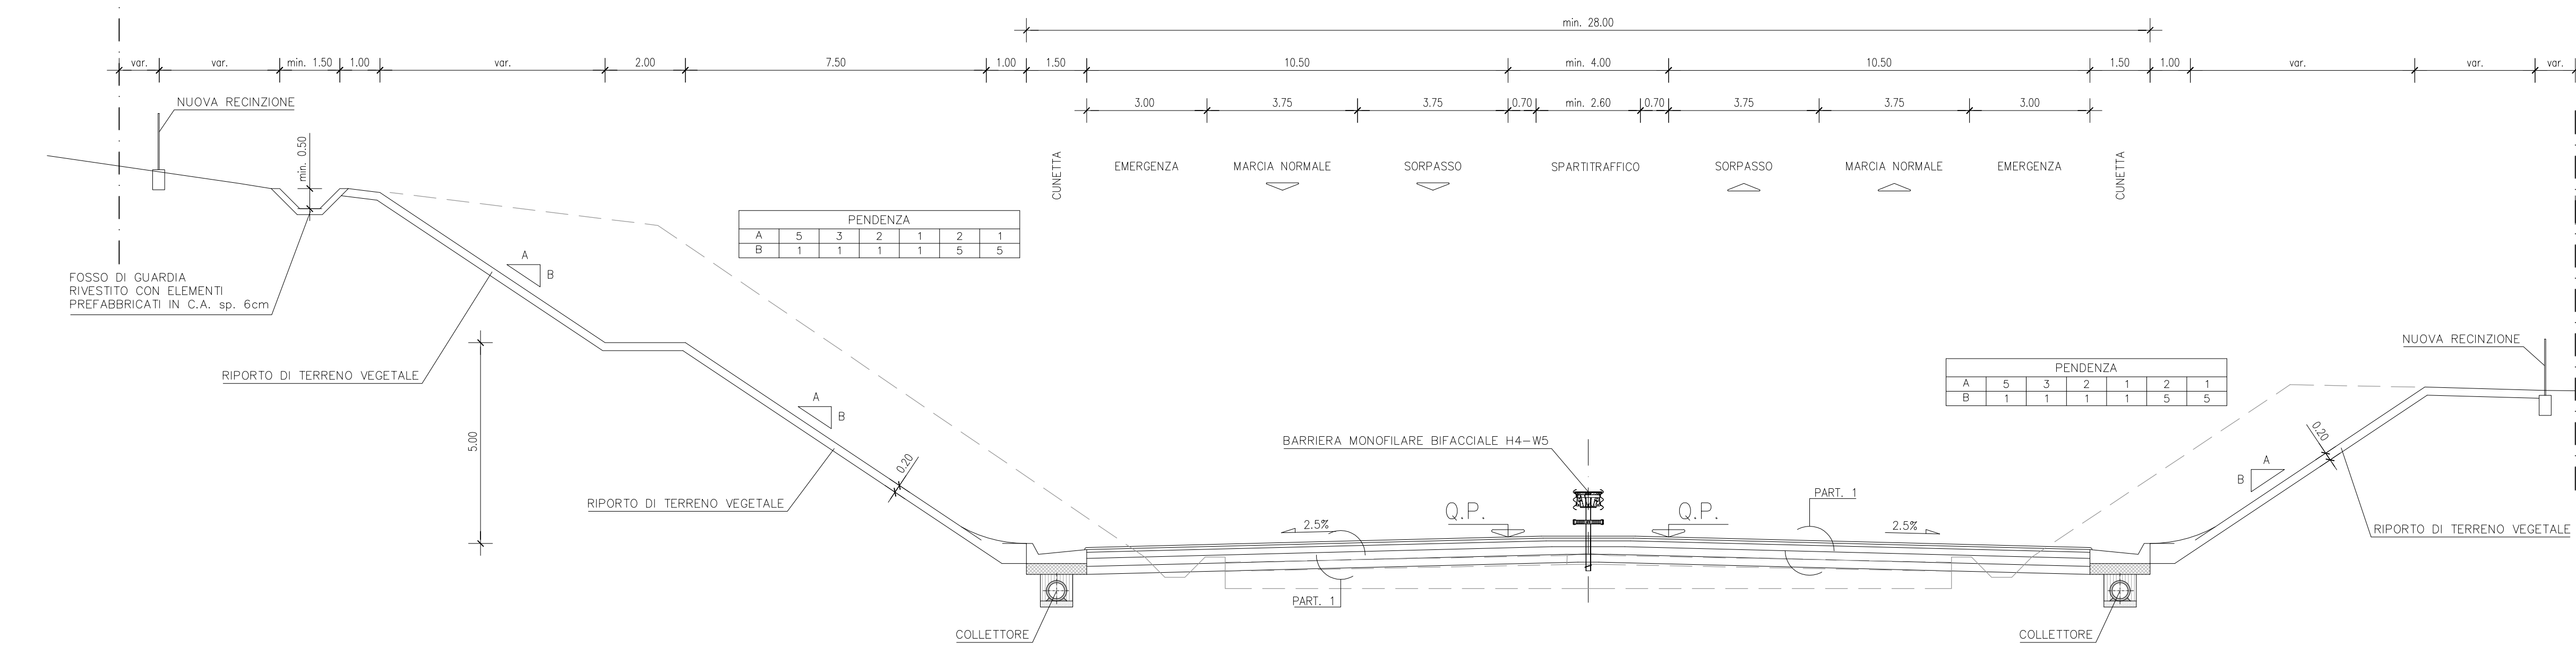 min. 28.00
var.
var.
min. 1.50
1.00
var.
2.00
7.50
1.00
1.50
10.50
min. 4.00
10.50
1.50
1.00
var.
var.
var.
3.00
3.75
3.75
0.70
min. 2.60
0.70
3.75
3.75
3.00
NUOVA RECINZIONE
min. 0.50
CUNETTA
EMERGENZA
MARCIA NORMALE
SORPASSO
SPARTITRAFFICO
SORPASSO
MARCIA NORMALE
EMERGENZA
CUNETTA
PENDENZA
A 5 3 2 1 2 1
B 1 1 1 1 5 5
A
B
FOSSO DI GUARDIA
RIVESTITO CON ELEMENTI
PREFABBRICATI IN C.A. sp. 6cm
RIPORTO DI TERRENO VEGETALE
5.00
A
B
0.20
RIPORTO DI TERRENO VEGETALE
NUOVA RECINZIONE
PENDENZA
A 5 3 2 1 2 1
B 1 1 1 1 5 5
BARRIERA MONOFILARE BIFACCIALE H4-W5
0.20
A
B
PART. 1
Q.P.
Q.P.
2.5%
2.5%
RIPORTO DI TERRENO VEGETALE
PART. 1
COLLETTORE
COLLETTORE